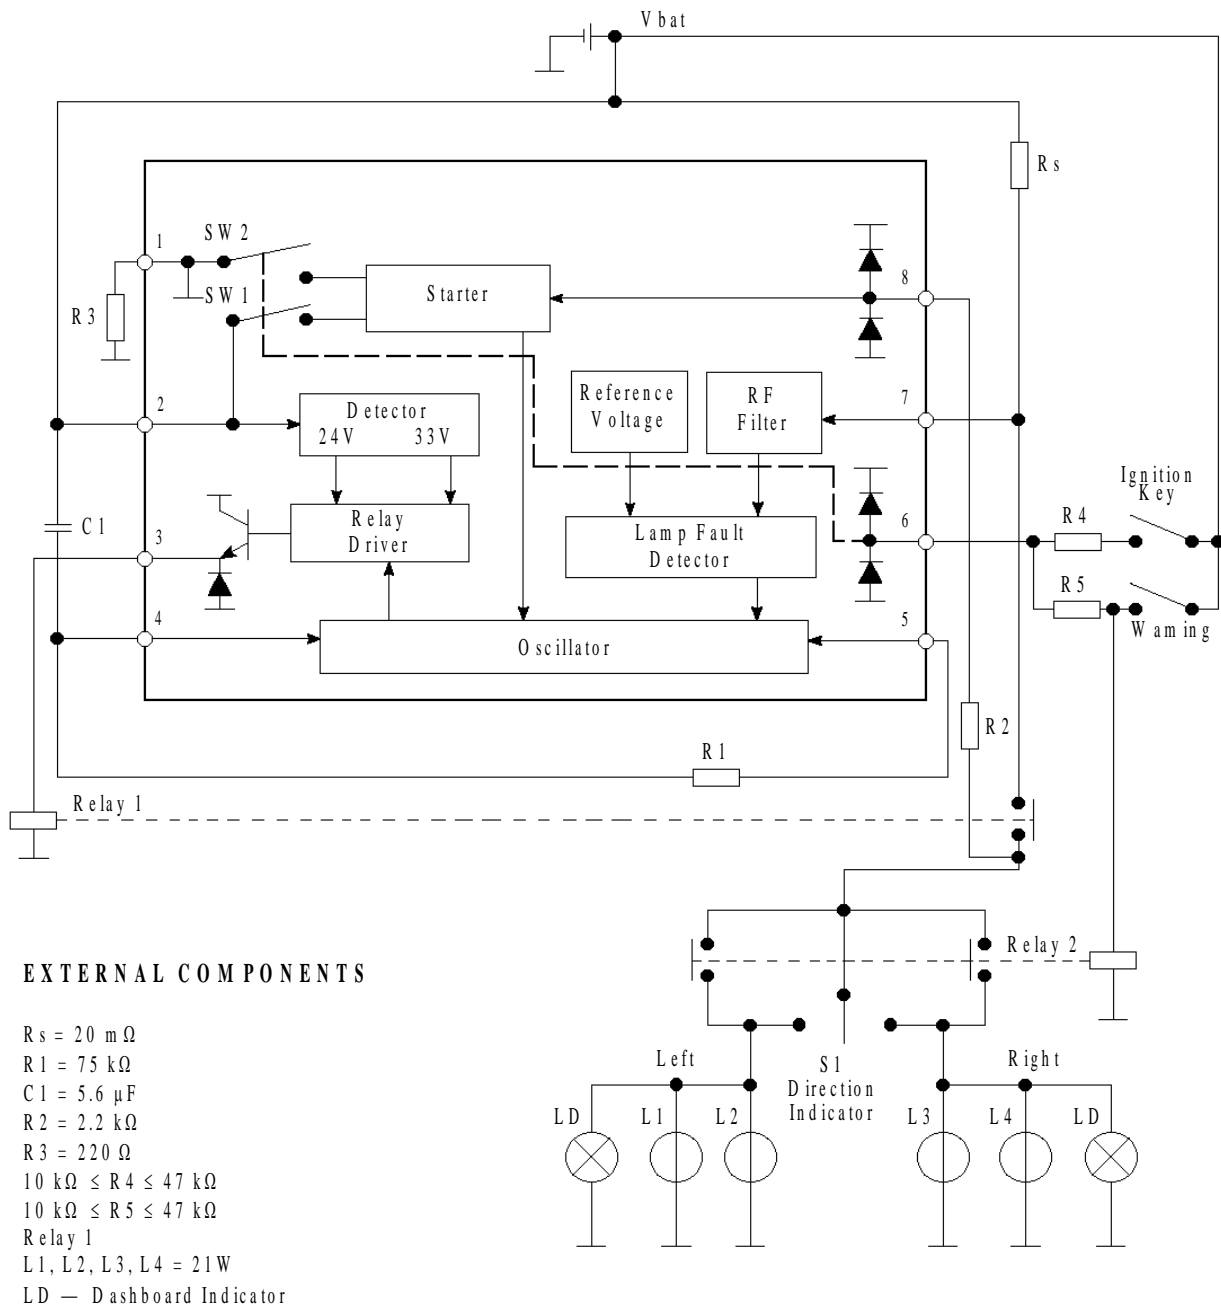 Vbat
Rs
1
SW2
8
SW1
Starter
R3
2
Detector
24V 33V
Reference
Voltage
RF
Filter
7
Ignition
Key
C1
3
Relay
Driver
Lamp Fault
Detector
6
R4
R5
Waming
4
Oscillator
5
R2
R1
Relay 1
Relay 2
EXTERNAL COMPONENTS
Rs = 20 mΩ
R1 = 75 kΩ
C1 = 5.6 µF
R2 = 2.2 kΩ
R3 = 220 Ω
10 kΩ ≤ R4 ≤ 47 kΩ
10 kΩ ≤ R5 ≤ 47 kΩ
Relay 1
L1, L2, L3, L4 = 21W
LD — Dashboard Indicator
Left
S1
Direction
Indicator
Right
LD
L1
L2
L3
L4
LD